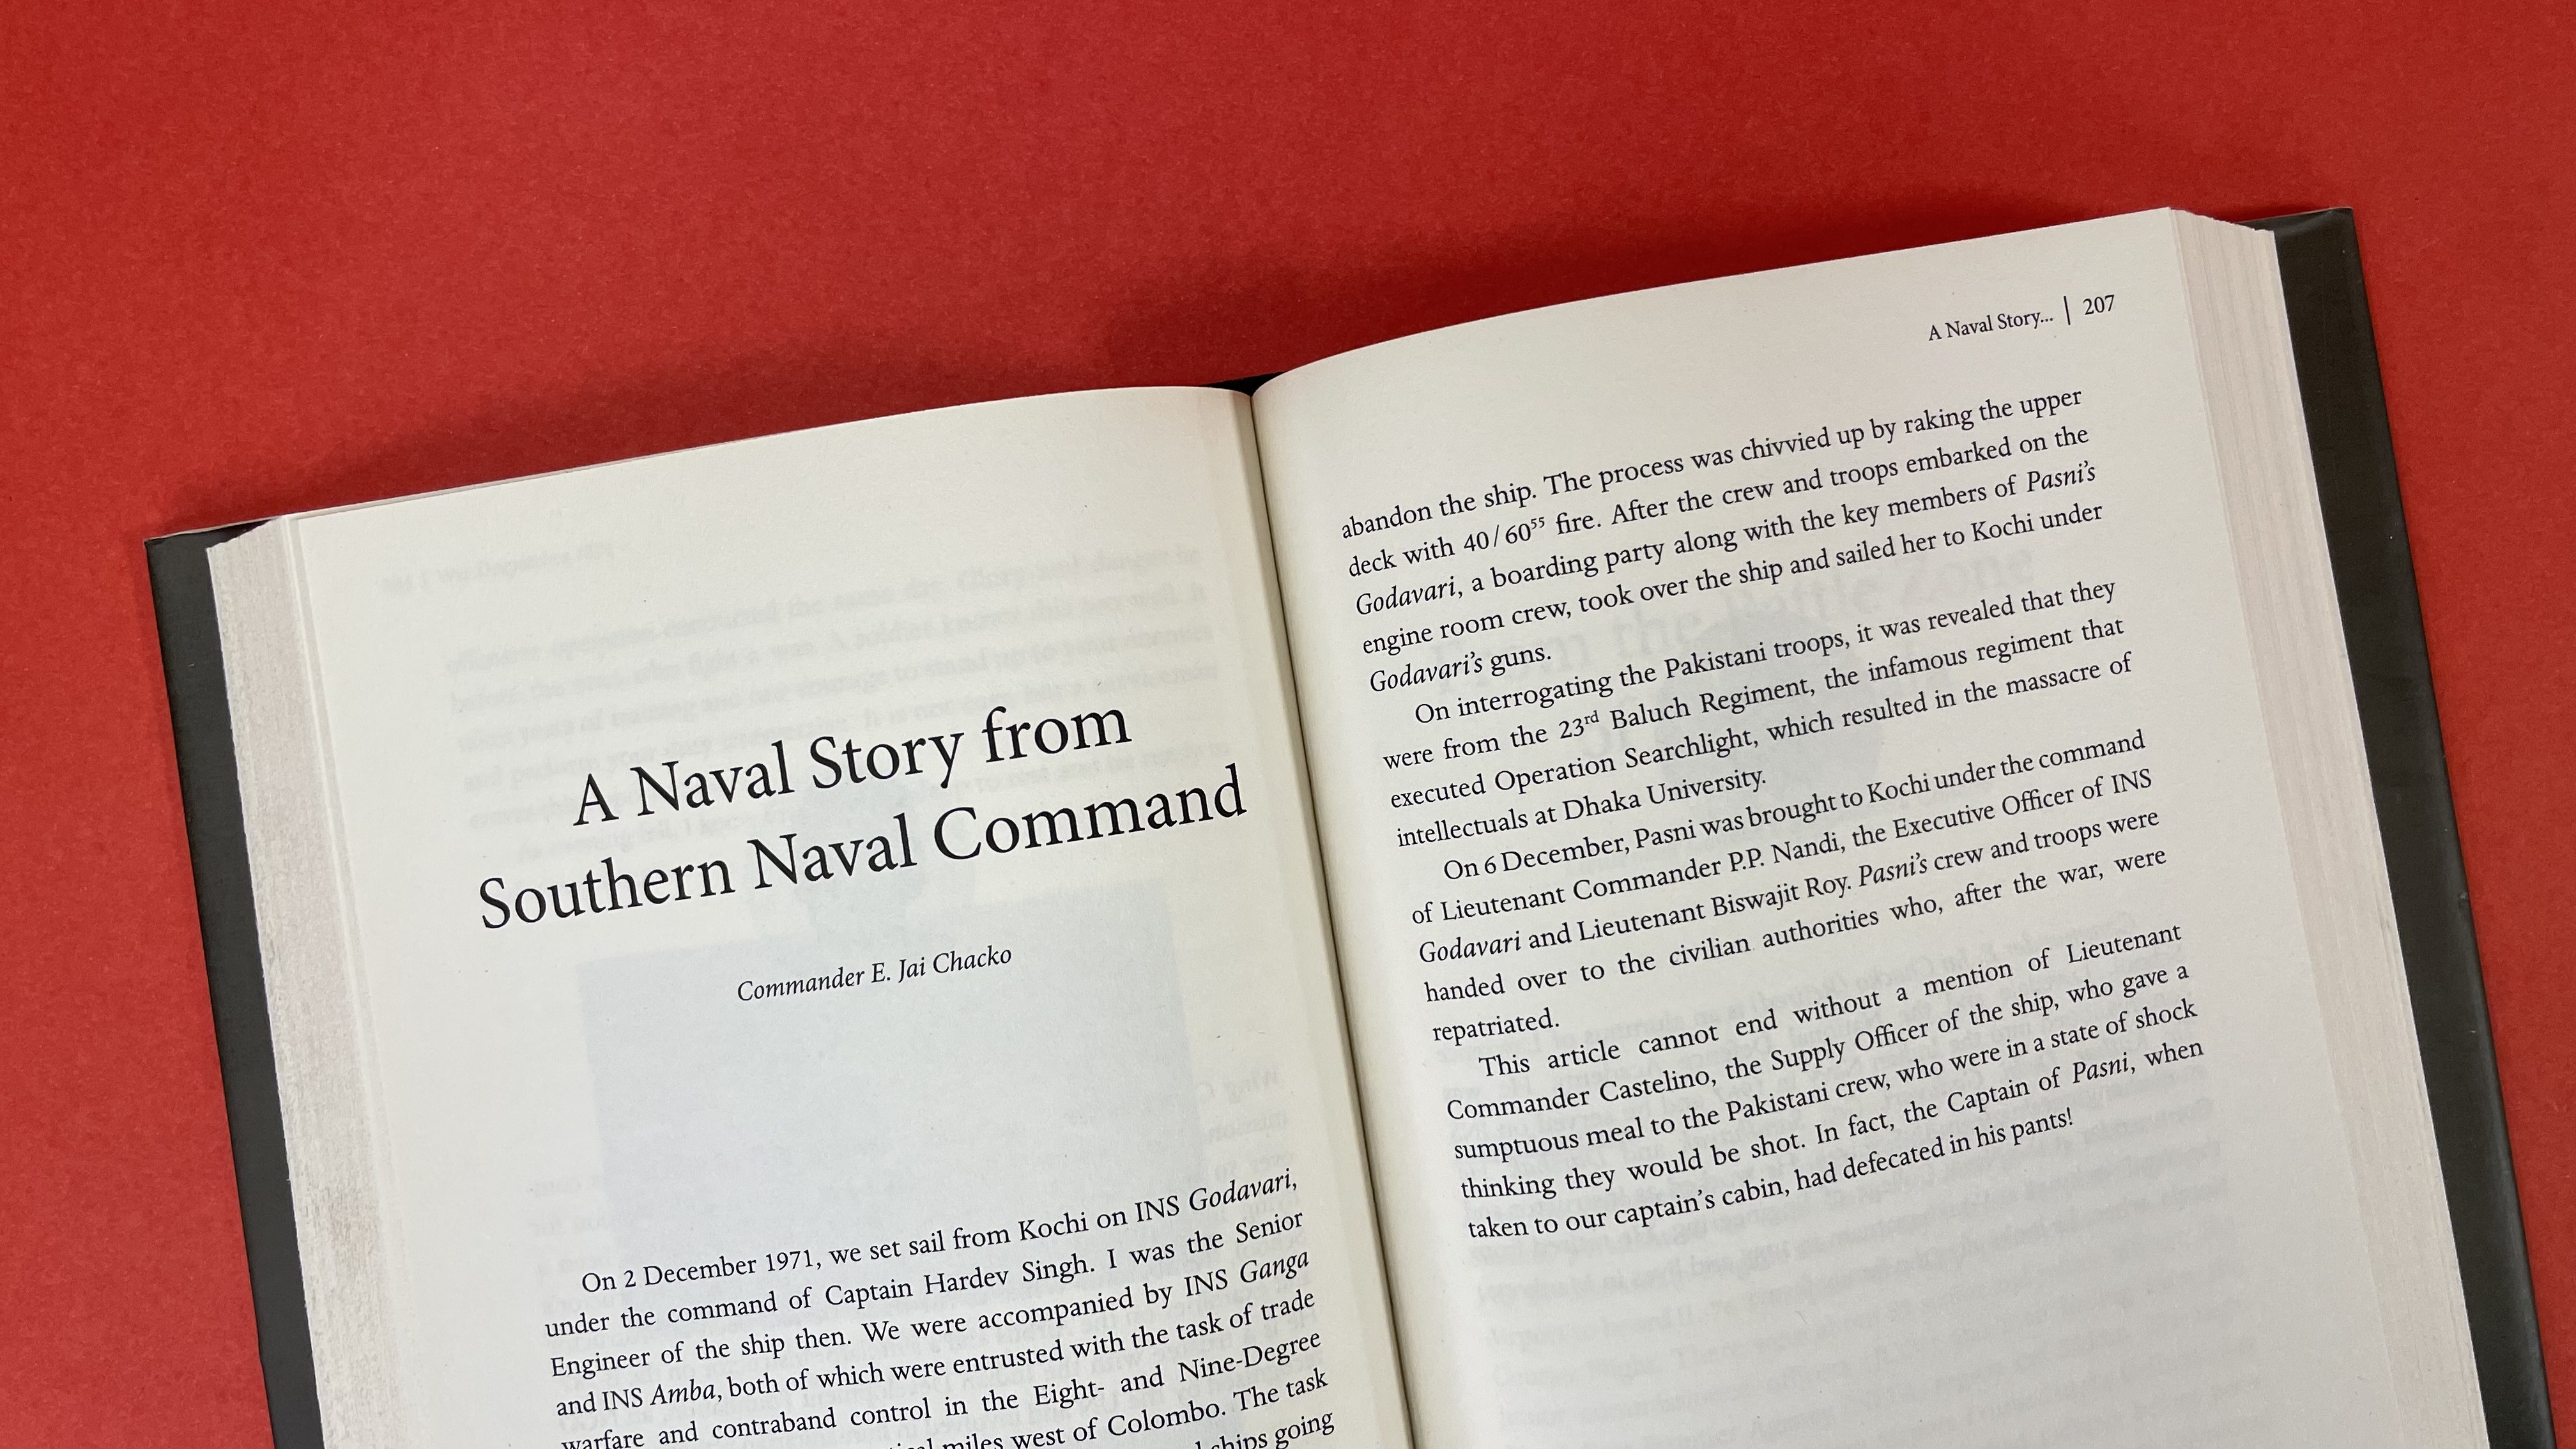 A Naval Story from
Southern Naval Command
Commander E. Jai Chacko
On 2 December 1971, we set sail from Kochi on INS Godavari,
under the command of Captain Hardev Singh. I was the Senior
Engineer of the ship then. We were accompanied by INS Ganga
and INS Amba, both of which were entrusted with the task of trade
warfare and contraband control in the Eight- and Nine-Degree
miles west of Colombo. The task
ships going
A Naval Story... | 207
abandon the ship. The process was chivvied up by raking the upper
deck with 40/60⁵⁵ fire. After the crew and troops embarked on the
Godavari, a boarding party along with the key members of Pasni's
engine room crew, took over the ship and sailed her to Kochi under
Godavari's guns.
On interrogating the Pakistani troops, it was revealed that they
were from the 23rd Baluch Regiment, the infamous regiment that
executed Operation Searchlight, which resulted in the massacre of
intellectuals at Dhaka University.
On 6 December, Pasni was brought to Kochi under the command
of Lieutenant Commander P.P. Nandi, the Executive Officer of INS
Godavari and Lieutenant Biswajit Roy. Pasni's crew and troops were
handed over to the civilian authorities who, after the war, were
repatriated.
This article cannot end without a mention of Lieutenant
Commander Castelino, the Supply Officer of the ship, who gave a
sumptuous meal to the Pakistani crew, who were in a state of shock
thinking they would be shot. In fact, the Captain of Pasni, when
taken to our captain's cabin, had defecated in his pants!